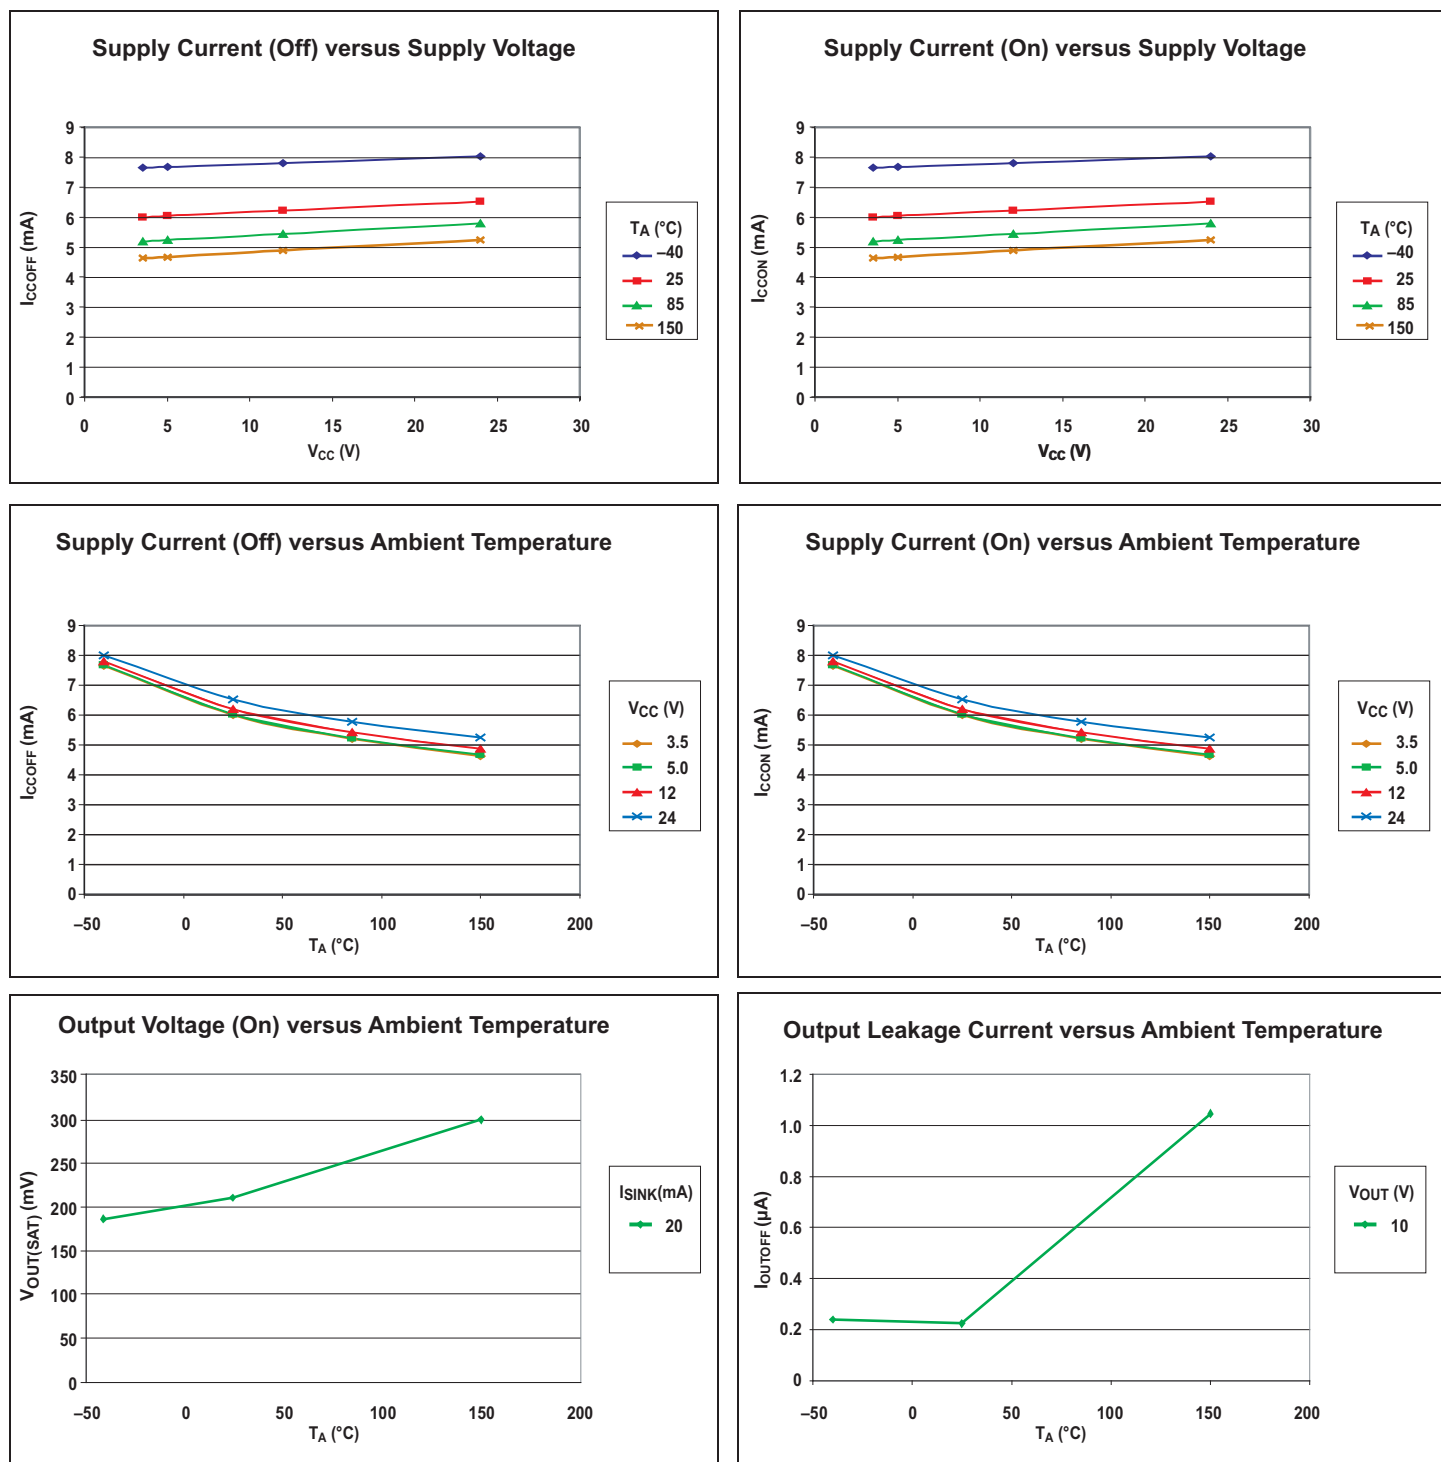 Supply Current (Off) versus Supply Voltage
9
8
7
6
5
4
3
2
1
0
ICCOFF (mA)
0 5 10 15 20 25 30
VCC (V)
TA (°C)
–40
25
85
150
Supply Current (On) versus Supply Voltage
9
8
7
6
5
4
3
2
1
0
ICCON (mA)
0 5 10 15 20 25 30
VCC (V)
TA (°C)
–40
25
85
150
Supply Current (Off) versus Ambient Temperature
9
8
7
6
5
4
3
2
1
0
ICCOFF (mA)
–50 0 50 100 150 200
TA (°C)
VCC (V)
3.5
5.0
12
24
Supply Current (On) versus Ambient Temperature
9
8
7
6
5
4
3
2
1
0
ICCON (mA)
–50 0 50 100 150 200
TA (°C)
VCC (V)
3.5
5.0
12
24
Output Voltage (On) versus Ambient Temperature
350
300
250
200
150
100
50
0
VOUT(SAT) (mV)
–50 0 50 100 150 200
TA (°C)
ISINK(mA)
20
Output Leakage Current versus Ambient Temperature
1.2
1.0
0.8
0.6
0.4
0.2
0
IOUTOFF (µA)
–50 0 50 100 150 200
TA (°C)
VOUT (V)
10